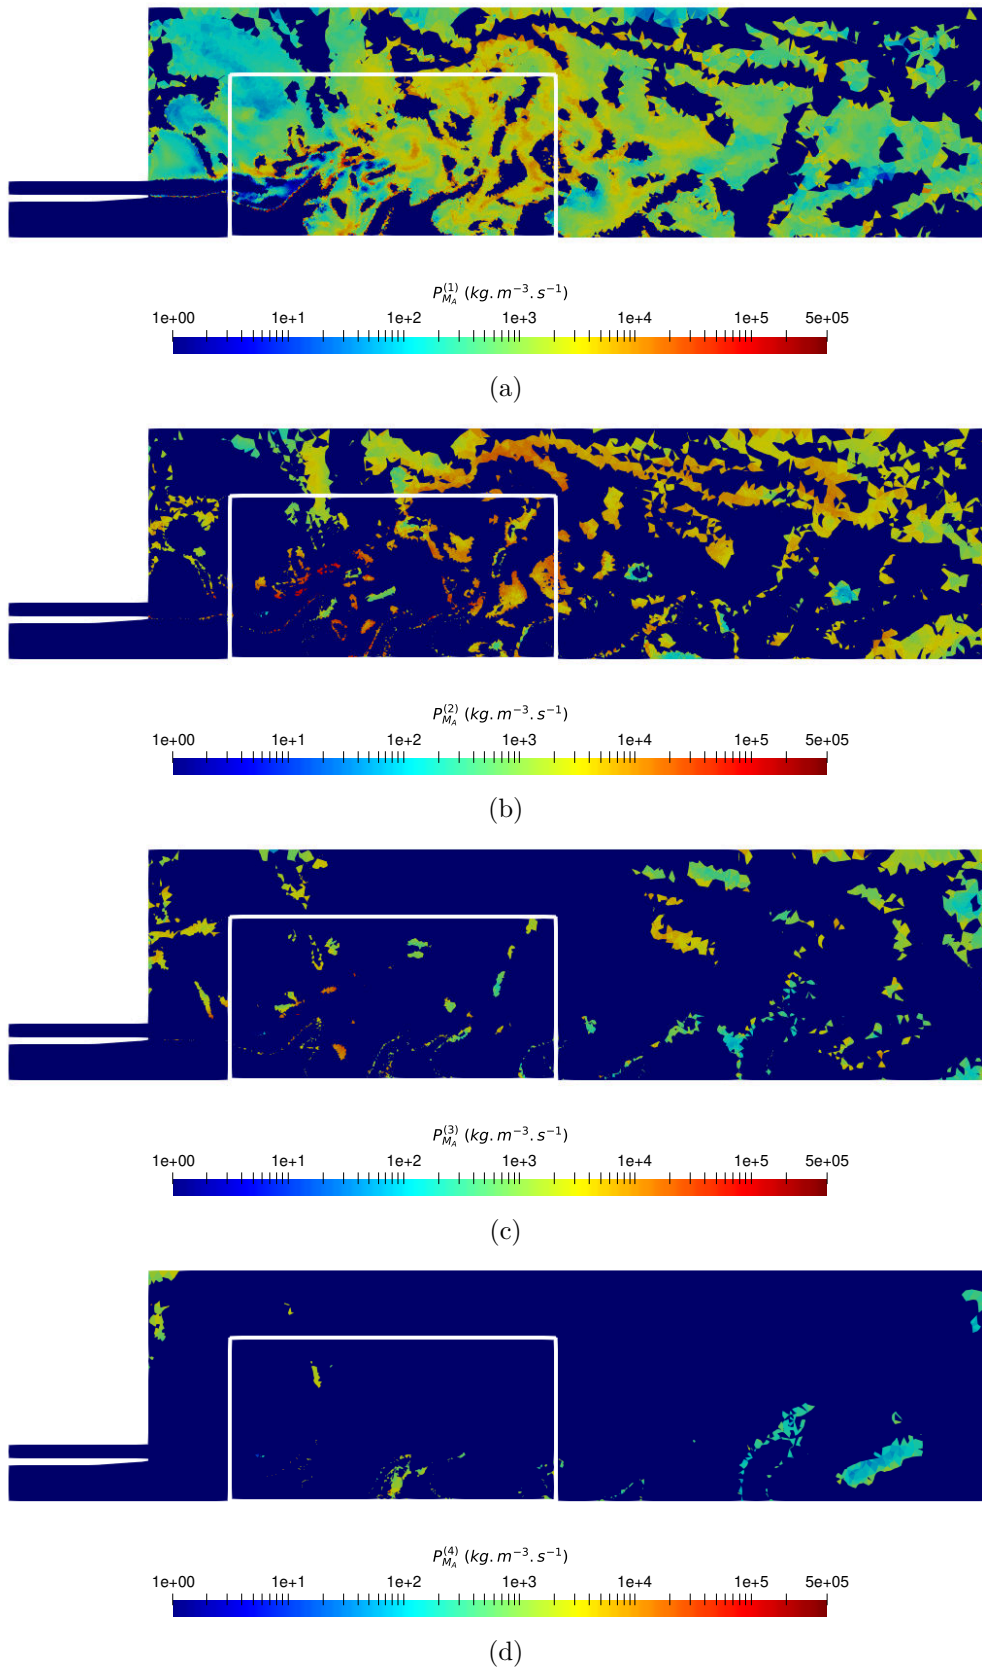 P_{M_A}^{(1)} (kg.m⁻³.s⁻¹)
1e+00 1e+1 1e+2 1e+3 1e+4 1e+5 5e+05
(a)
P_{M_A}^{(2)} (kg.m⁻³.s⁻¹)
1e+00 1e+1 1e+2 1e+3 1e+4 1e+5 5e+05
(b)
P_{M_A}^{(3)} (kg.m⁻³.s⁻¹)
1e+00 1e+1 1e+2 1e+3 1e+4 1e+5 5e+05
(c)
P_{M_A}^{(4)} (kg.m⁻³.s⁻¹)
1e+00 1e+1 1e+2 1e+3 1e+4 1e+5 5e+05
(d)